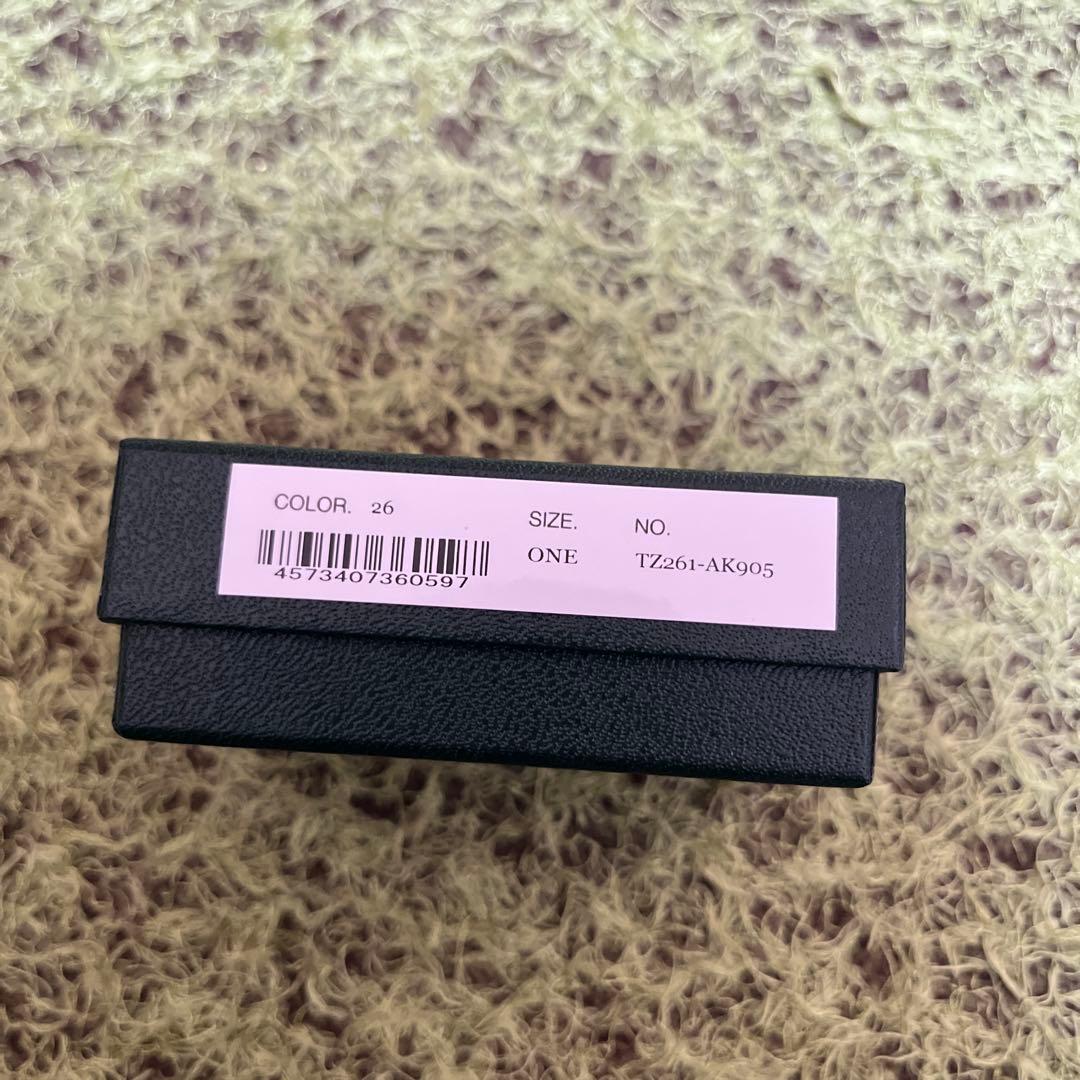 COLOR. 26 SIZE. NO.
ONE TZ261-AK905
4573407360597